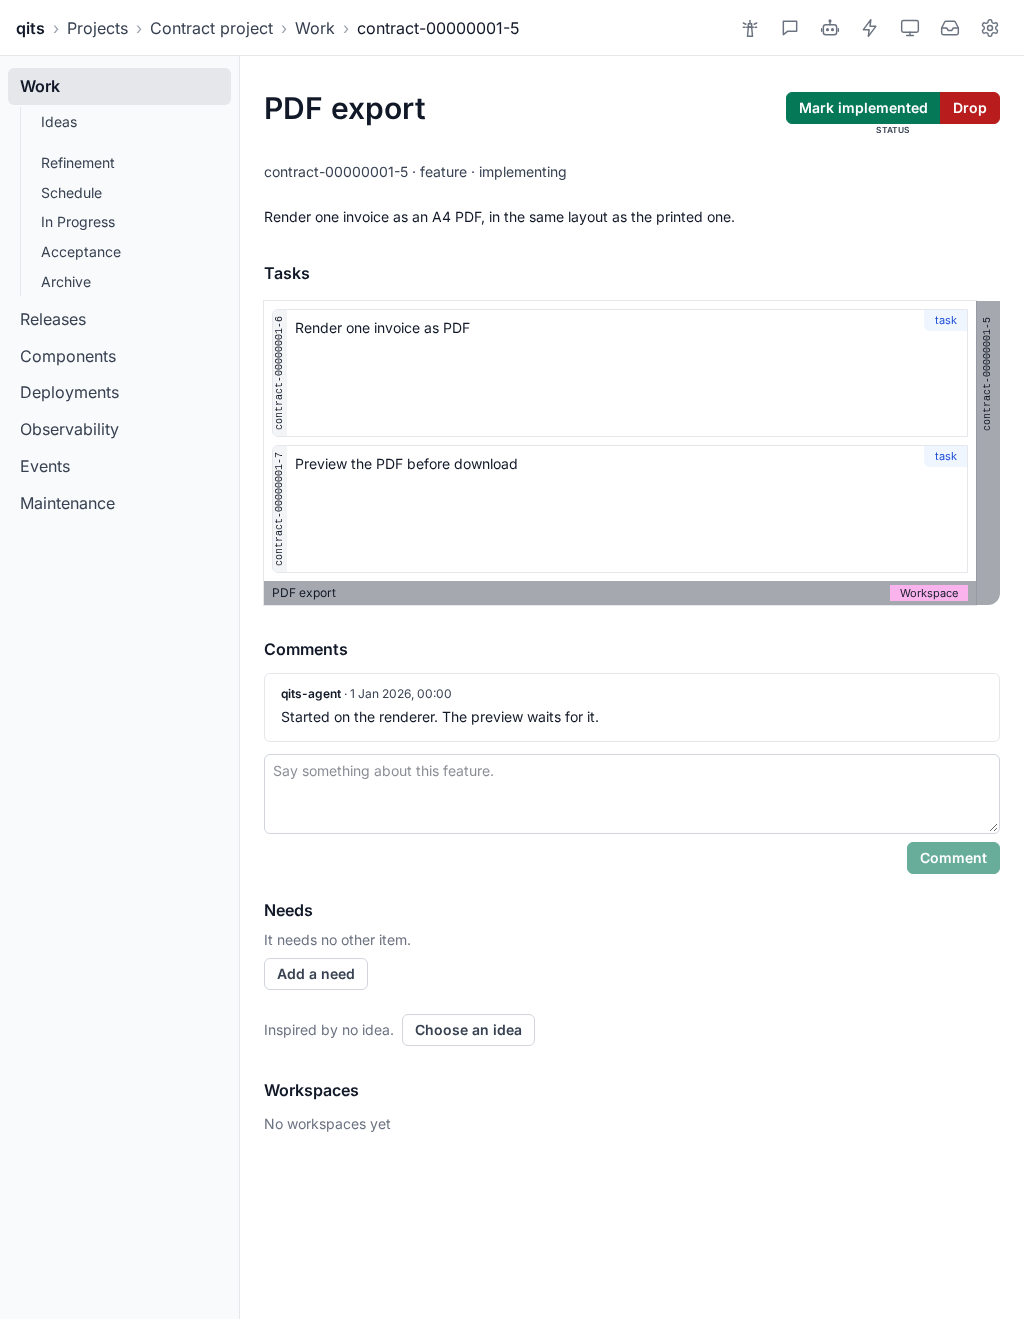 qits › Projects › Contract project › Work › contract-00000001-5
Work
Ideas
Refinement
Schedule
In Progress
Acceptance
Archive
Releases
Components
Deployments
Observability
Events
Maintenance
PDF export
Mark implemented
Drop
STATUS
contract-00000001-5 · feature · implementing
Render one invoice as an A4 PDF, in the same layout as the printed one.
Tasks
contract-00000001-6
Render one invoice as PDF
task
contract-00000001-5
contract-00000001-7
Preview the PDF before download
task
PDF export
Workspace
Comments
qits-agent · 1 Jan 2026, 00:00
Started on the renderer. The preview waits for it.
Say something about this feature.
Comment
Needs
It needs no other item.
Add a need
Inspired by no idea.
Choose an idea
Workspaces
No workspaces yet